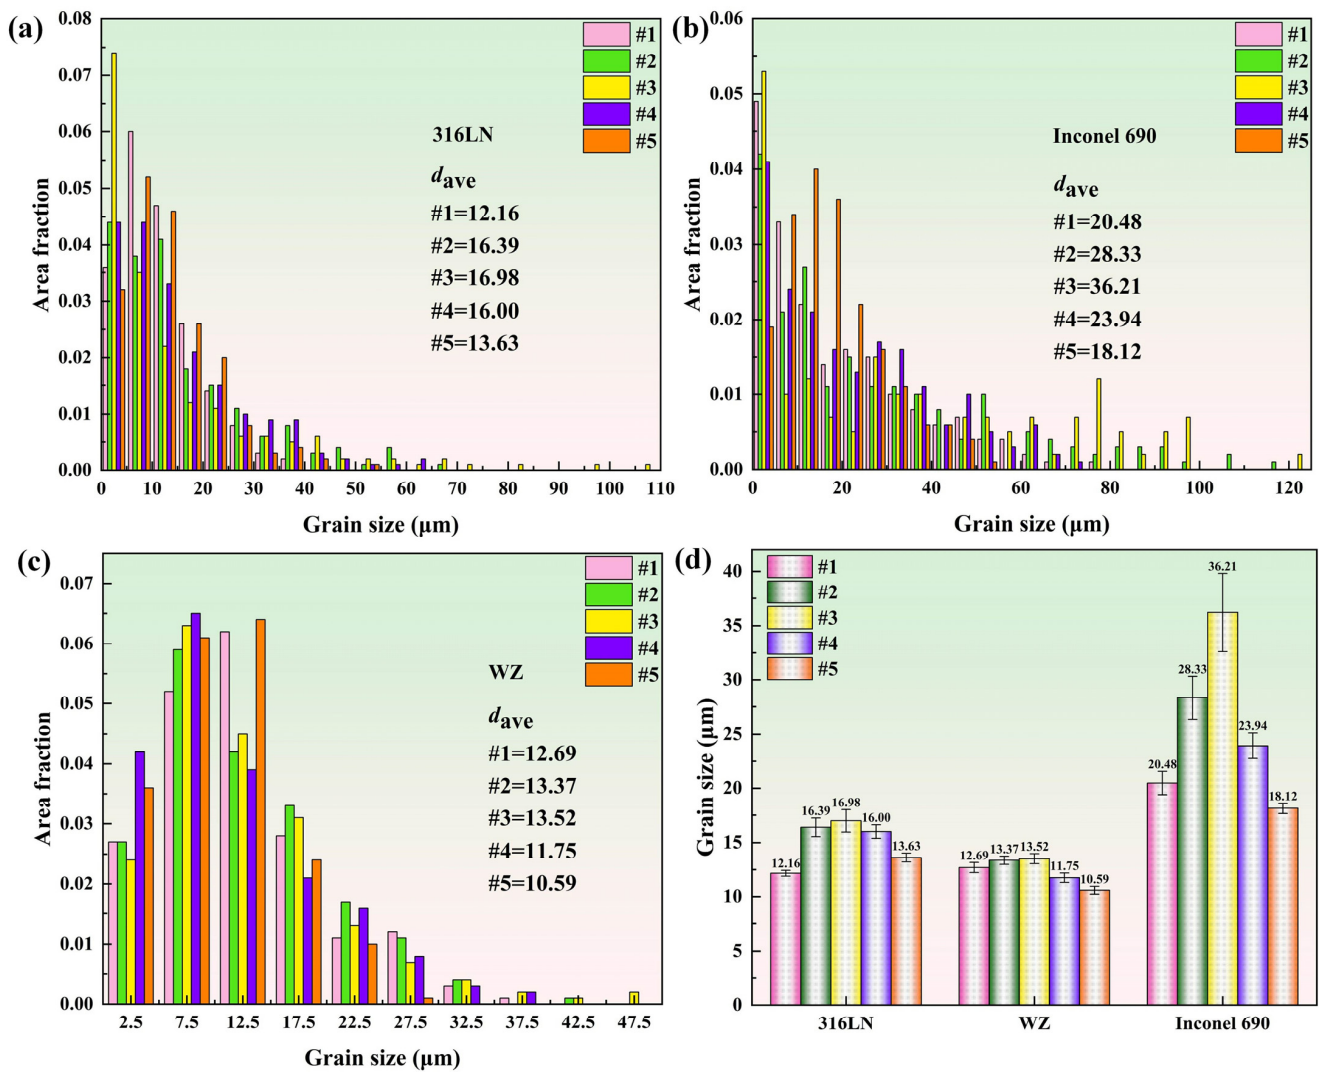 (a)
0.08
0.07
0.06
0.05
0.04
0.03
0.02
0.01
0.00
Area fraction
#1
#2
#3
#4
#5
316LN
dave
#1=12.16
#2=16.39
#3=16.98
#4=16.00
#5=13.63
0 10 20 30 40 50 60 70 80 90 100 110
Grain size (μm)
(b)
0.06
0.05
0.04
0.03
0.02
0.01
0.00
Area fraction
#1
#2
#3
#4
#5
Inconel 690
dave
#1=20.48
#2=28.33
#3=36.21
#4=23.94
#5=18.12
0 20 40 60 80 100 120
Grain size (μm)
(c)
0.07
0.06
0.05
0.04
0.03
0.02
0.01
0.00
Area fraction
#1
#2
#3
#4
#5
WZ
dave
#1=12.69
#2=13.37
#3=13.52
#4=11.75
#5=10.59
2.5 7.5 12.5 17.5 22.5 27.5 32.5 37.5 42.5 47.5
Grain size (μm)
(d)
40
35
30
25
20
15
10
5
0
Grain size (μm)
#1
#2
#3
#4
#5
12.16 16.39 16.98 16.00 13.63
12.69 13.37 13.52 11.75 10.59
20.48 28.33 36.21 23.94 18.12
316LN WZ Inconel 690